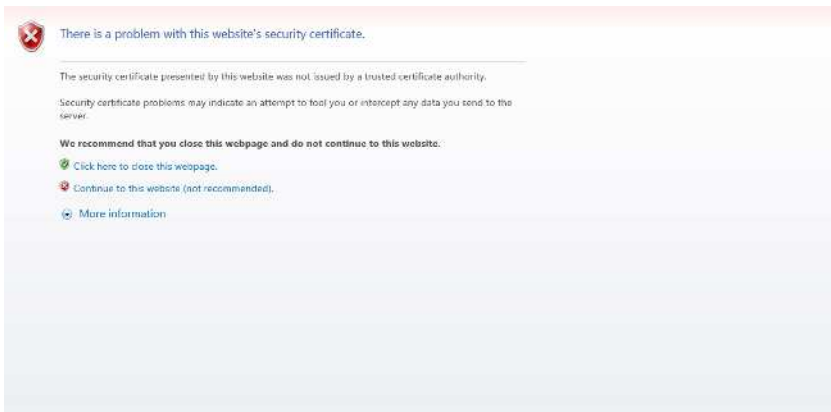 There is a problem with this website's security certificate.
The security certificate presented by this website was not issued by a trusted certificate authority.
Security certificate problems may indicate an attempt to fool you or intercept any data you send to the
server.
We recommend that you close this webpage and do not continue to this website.
Click here to close this webpage.
Continue to this website (not recommended).
More information